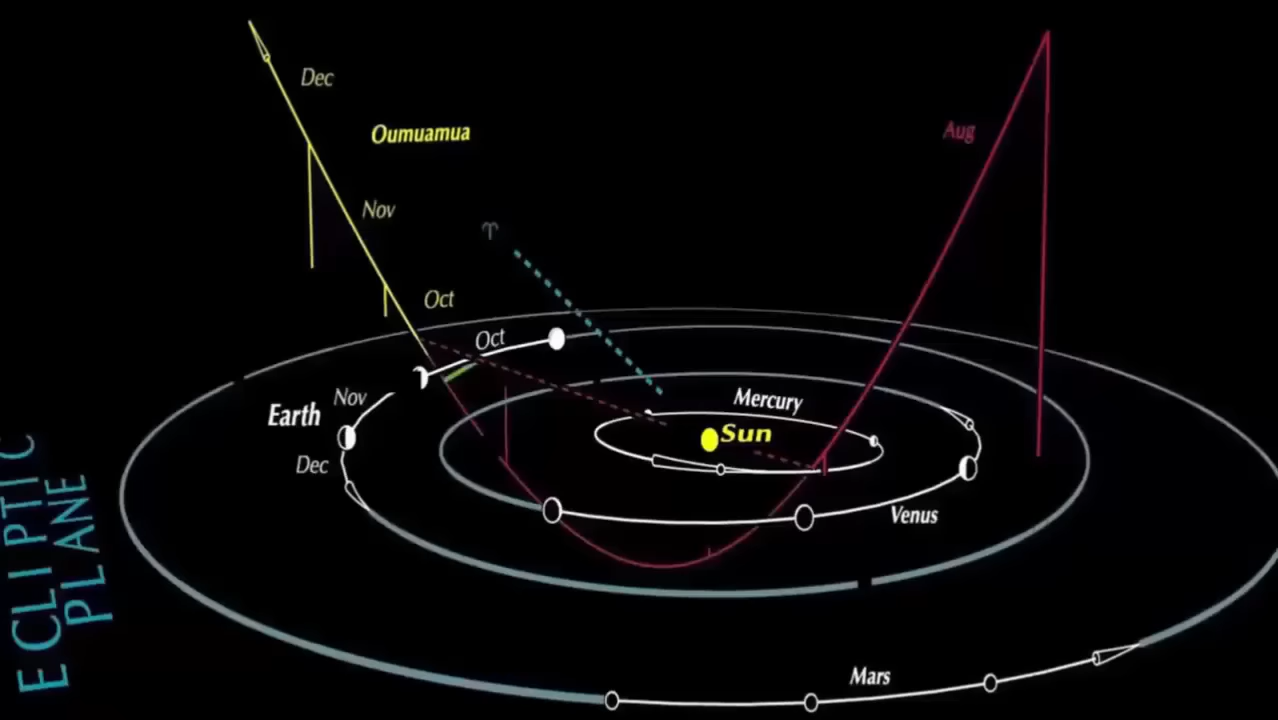 Dec
Oumuamua
Aug
Nov
♈
Oct
Oct
Mercury
Nov
Earth
Sun
Dec
Venus
ECLIPTIC
PLANE
Mars